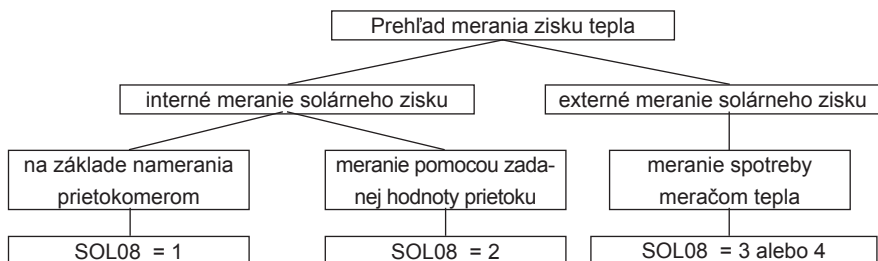 Prehľad merania zisku tepla
interné meranie solárneho zisku
externé meranie solárneho zisku
na základe namerania
prietokomerom
meranie pomocou zada-
nej hodnoty prietoku
meranie spotreby
meračom tepla
SOL08 = 1
SOL08 = 2
SOL08 = 3 alebo 4